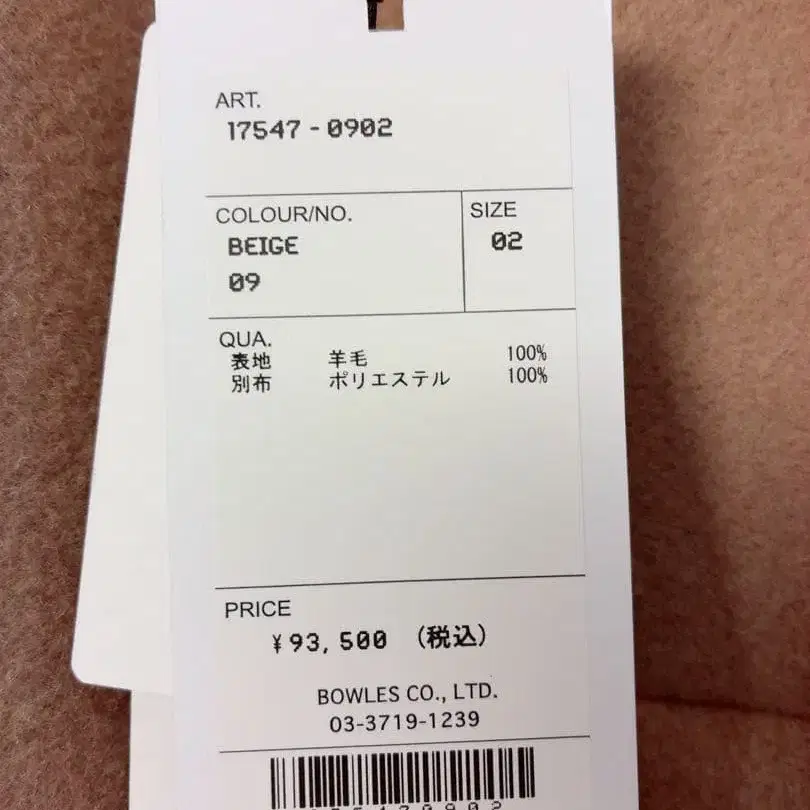 ART.
17547-0902
COLOUR/NO.
BEIGE
09
SIZE
02
QUA.
表地 羊毛 100%
別布 ポリエステル 100%
PRICE
¥93,500 (税込)
BOWLES CO., LTD.
03-3719-1239